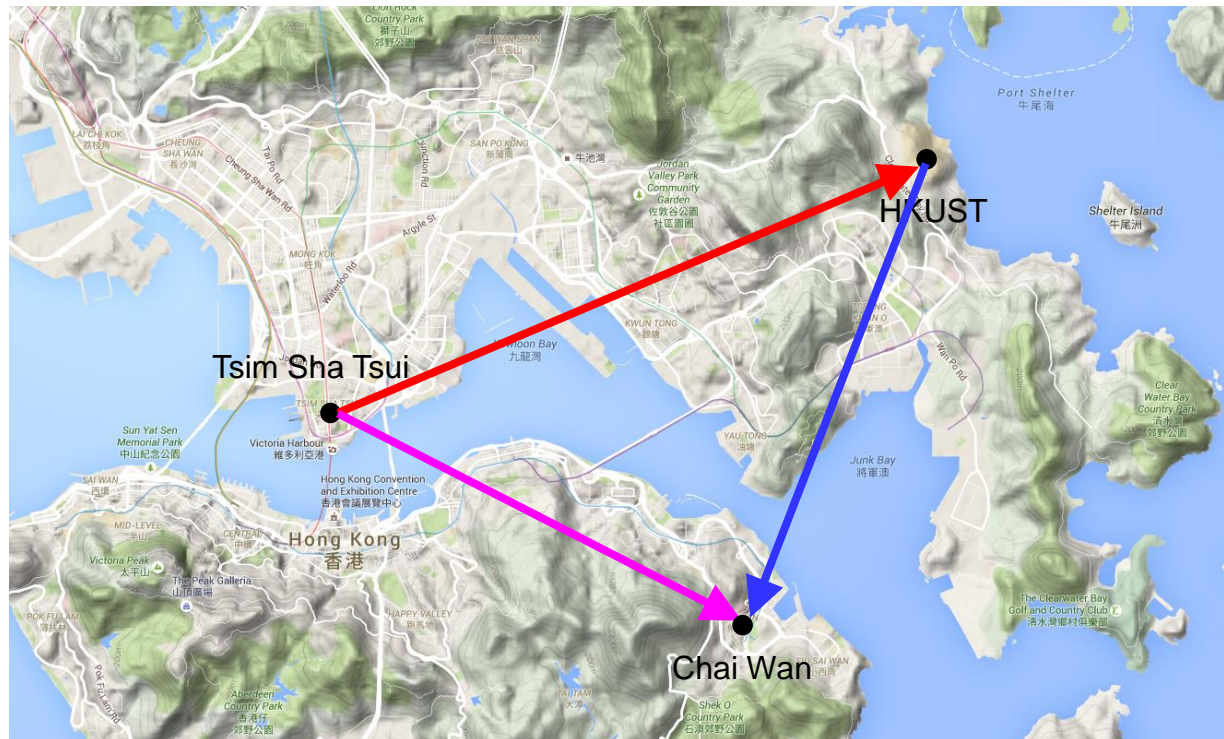 Country Park
獅子山
郊野公園
TSZ WAN SHAN
慈雲山
Port Shelter
牛尾海
LAI CHI KOK
荔枝角
CHEUNG
SHA WAN
長沙灣
Tai Po Rd
Cheung Sha Wan Rd
Junction Rd
SAN PO KONG
新蒲崗
牛池灣
Jordan
Valley Park
Community
Garden
佐敦谷公園
社區園圃
HKUST
Shelter Island
牛尾洲
Argyle St
MONG KOK
旺角
Waterloo Rd
KWUN TONG
觀塘
Kowloon Bay
九龍灣
Wan Po Rd
Tsim Sha Tsui
Clear
Water Bay
Country Park
清水灣
郊野公園
Sun Yat Sen
Memorial Park
中山紀念公園
Victoria Harbour
維多利亞港
YAU TONG
油塘
Junk Bay
將軍澳
SAI WAN
西環
Hong Kong Convention
and Exhibition Centre
香港會議展覽中心
MID-LEVEL
半山
CENTRAL
中環
Hong Kong
香港
Victoria Peak
太平山
The Peak Galleria
山頂廣場
HAPPY VALLEY
跑馬地
POK FU LAM
薄扶林
Pok Fu Lam Rd
The Clearwater Bay
Golf and Country Club
清水灣鄉村俱樂部
Chai Wan
SIU SAI WAN
小西灣
TAI TAM
大潭
Aberdeen
Country Park
香港仔
郊野公園
Shek O
Country Park
石澳郊野公園
200m